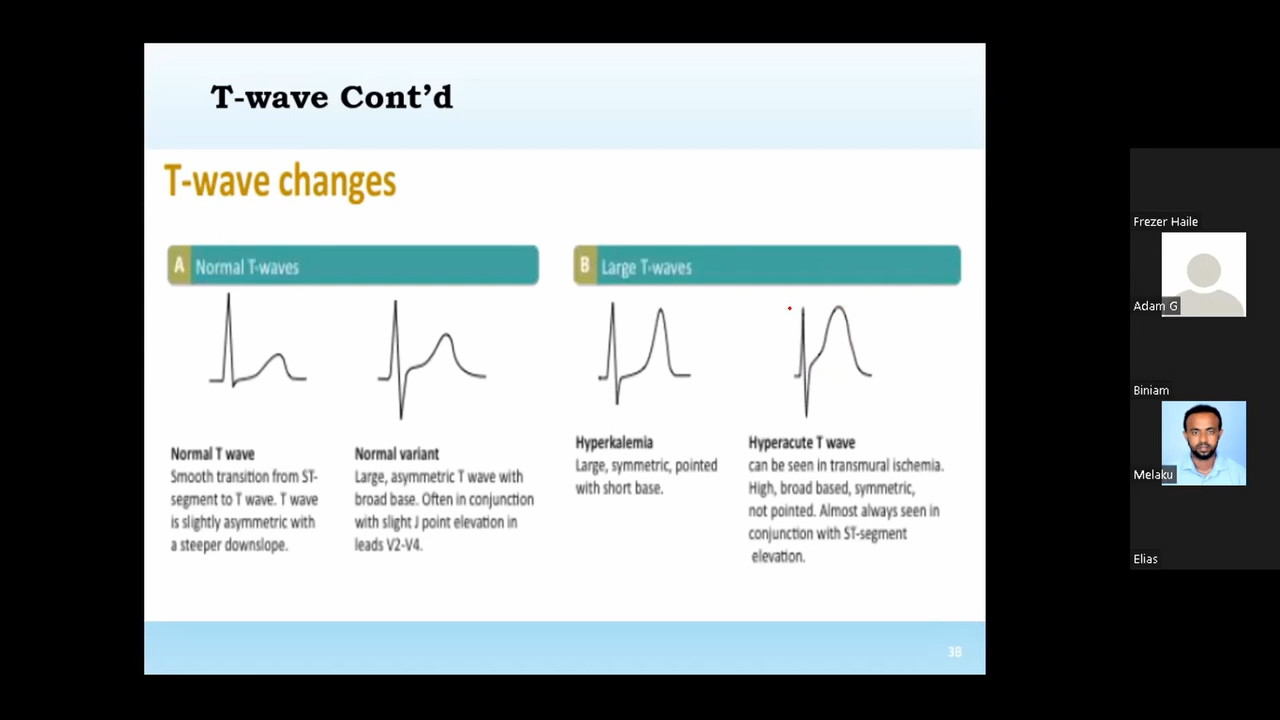 T-wave Cont'd
T-wave changes
A Normal T-waves
B Large T-waves
Normal T wave
Smooth transition from ST-
segment to T wave. T wave
is slightly asymmetric with
a steeper downslope.
Normal variant
Large, asymmetric T wave with
broad base. Often in conjunction
with slight J point elevation in
leads V2-V4.
Hyperkalemia
Large, symmetric, pointed
with short base.
Hyperacute T wave
can be seen in transmural ischemia.
High, broad based, symmetric,
not pointed. Almost always seen in
conjunction with ST-segment
elevation.
38
Frezer Haile
Adam G
Biniam
Melaku
Elias